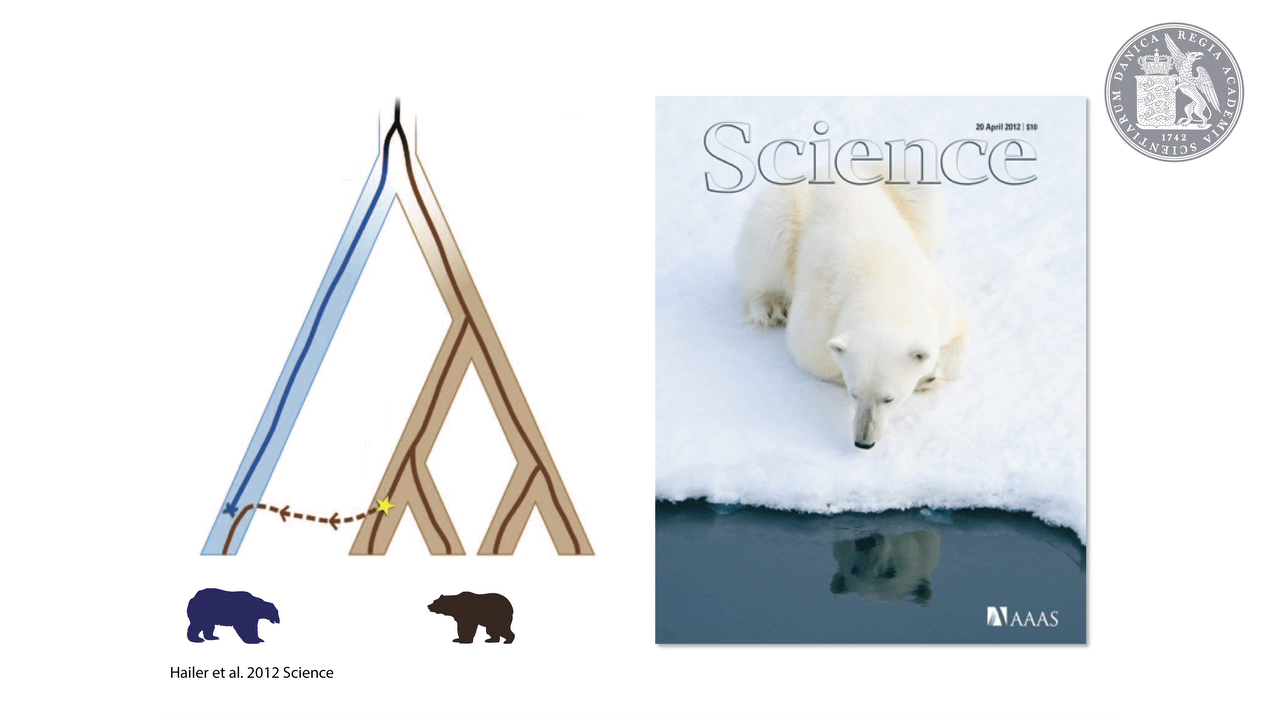 REGIA ACADEMIA SCIENTIARUM DANICA
1742
20 April 2012 | $10
Science
AAAS
Hailer et al. 2012 Science